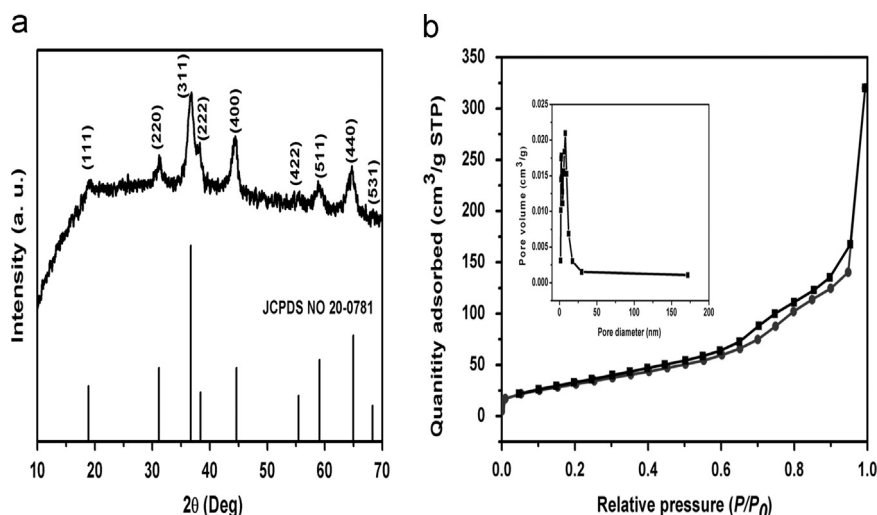 a
Intensity (a. u.)
(111)
(220)
(311)
(222)
(400)
(422)
(511)
(440)
(531)
JCPDS NO 20-0781
10 20 30 40 50 60 70
2θ (Deg)
b
Quanitity adsorbed (cm³/g STP)
350
300
250
200
150
100
50
0
0.0 0.2 0.4 0.6 0.8 1.0
Relative pressure (P/P₀)
Pore volume (cm³/g)
0.025
0.020
0.015
0.010
0.005
0.000
0 50 100 150 200
Pore diameter (nm)